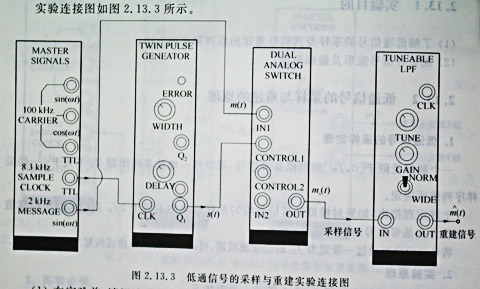 实验连接图如图2.13.3所示。
MASTER
SIGNALS
sin(ωt)
100 kHz
CARRIER
cos(ωt)
TTL
8.3 kHz
SAMPLE
CLOCK
TTL
2 kHz
MESSAGE
sin(ωt)
TWIN PULSE
GENEATOR
ERROR
WIDTH
Q₂
DELAY
CLK
Q₁
s(t)
m(t)
DUAL
ANALOG
SWITCH
IN1
CONTROL1
CONTROL2
IN2
OUT
mₛ(t)
采样信号
TUNEABLE
LPF
CLK
TUNE
GAIN
NORM
WIDE
IN
OUT
m̂(t)
重建信号
图 2.13.3 低通信号的采样与重建实验连接图